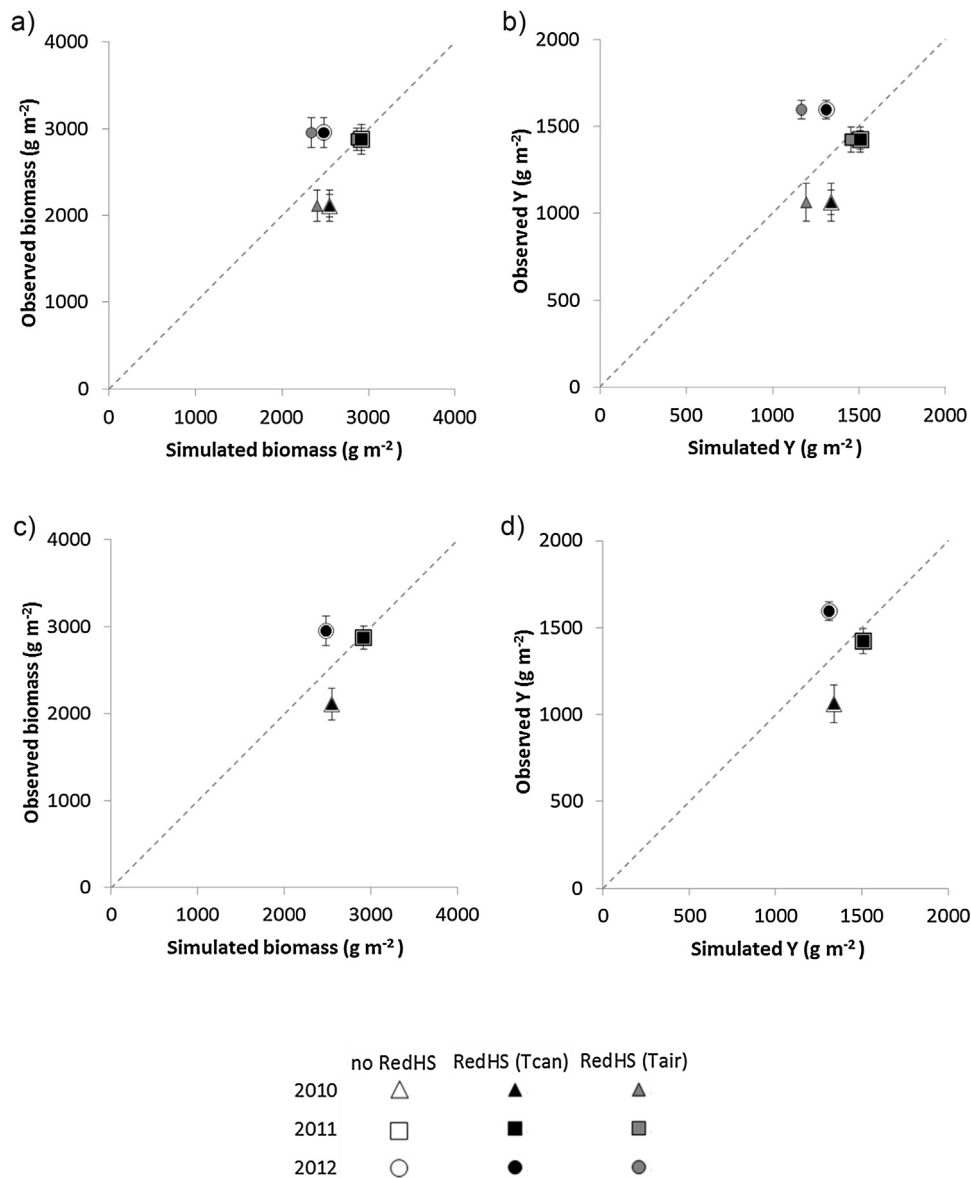 a)
4000
3000
2000
1000
0
Observed biomass (g m-2)
0 1000 2000 3000 4000
Simulated biomass (g m-2)
b)
2000
1500
1000
500
0
Observed Y (g m-2)
0 500 1000 1500 2000
Simulated Y (g m-2)
c)
4000
3000
2000
1000
0
Observed biomass (g m-2)
0 1000 2000 3000 4000
Simulated biomass (g m-2)
d)
2000
1500
1000
500
0
Observed Y (g m-2)
0 500 1000 1500 2000
Simulated Y (g m-2)
no RedHS RedHS (Tcan) RedHS (Tair)
2010
2011
2012